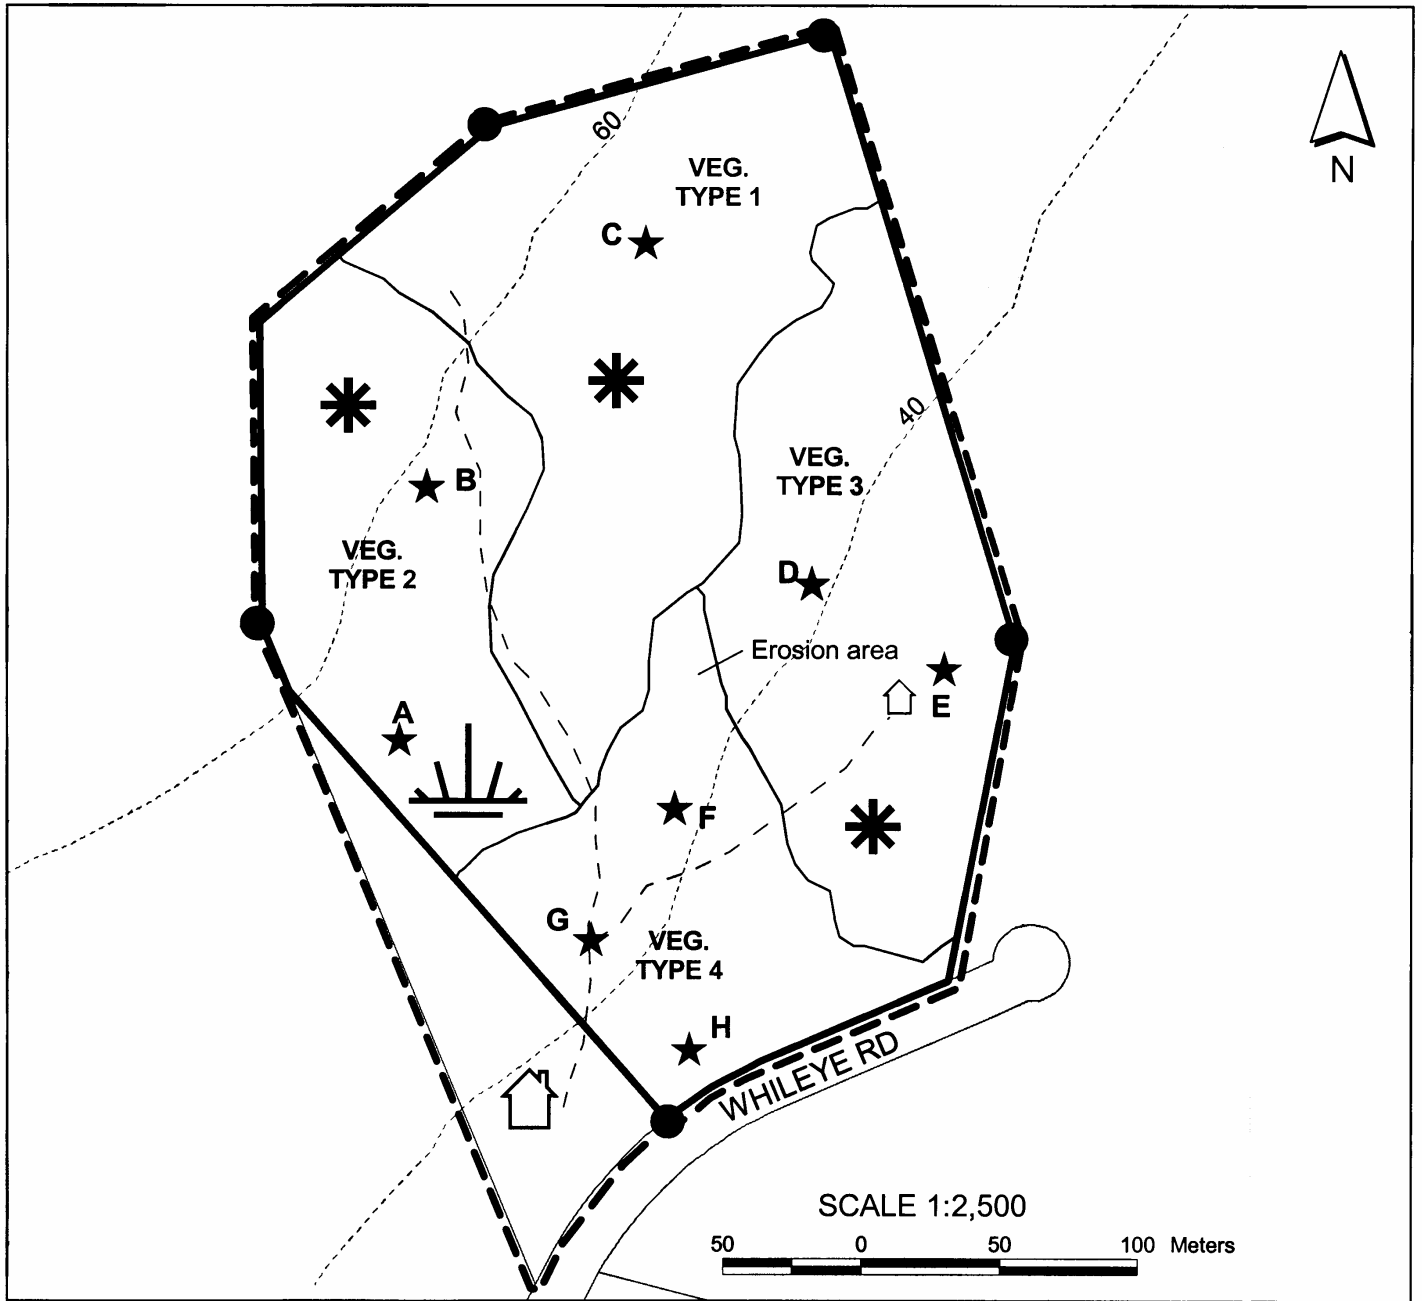 60
VEG.
TYPE 1
N
C
40
B
VEG.
TYPE 3
VEG.
TYPE 2
D
Erosion area
E
A
F
G
VEG.
TYPE 4
H
WHILEYE RD
SCALE 1:2,500
50 0 50 100 Meters